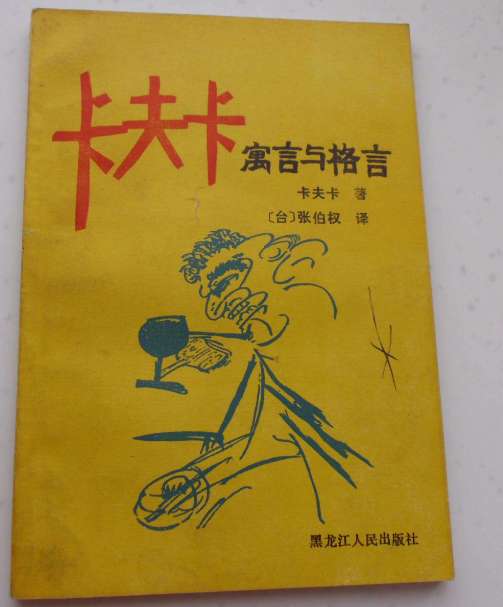 卡夫卡
寓言与格言
卡夫卡 著
〔台〕张伯权 译
黑龙江人民出版社